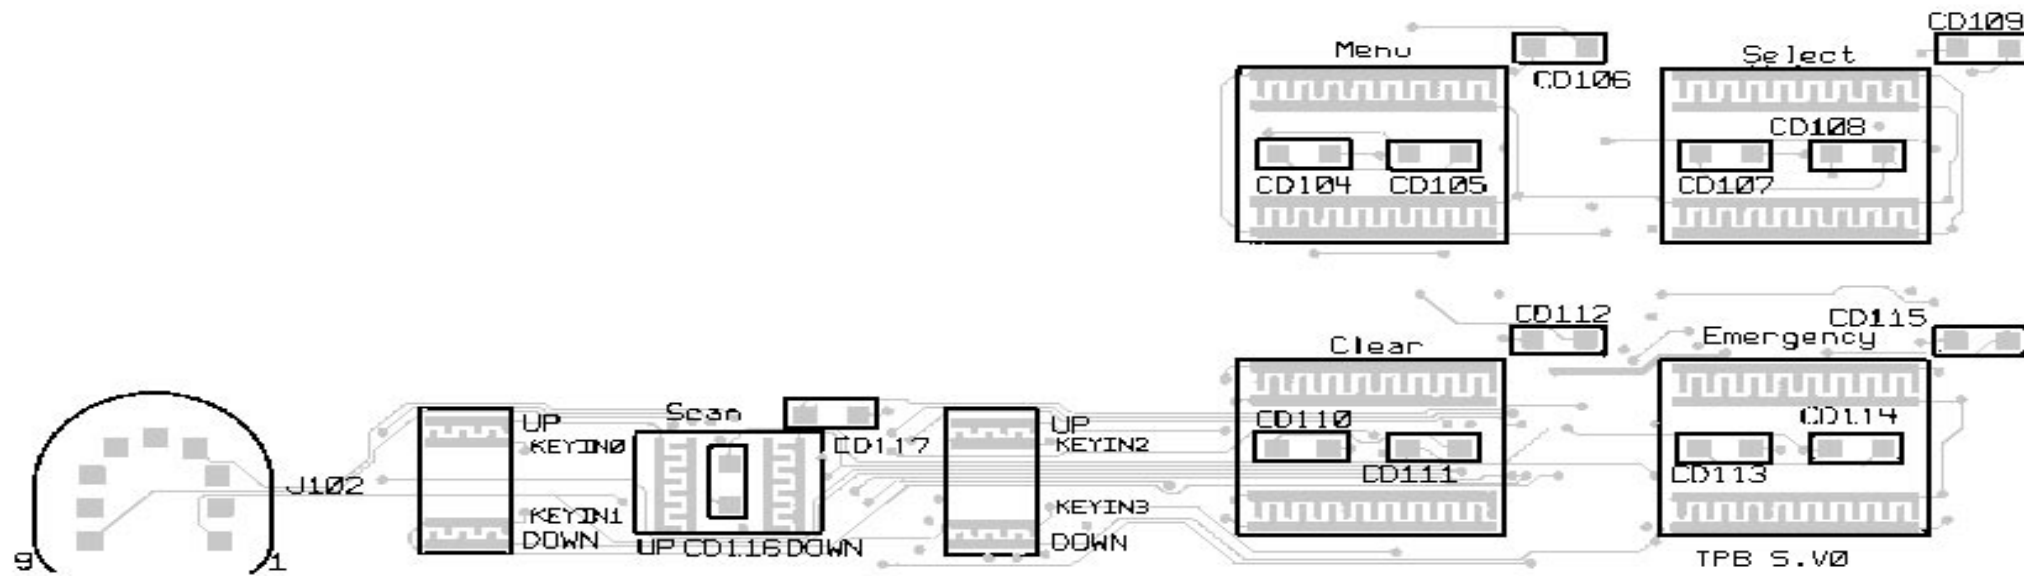 CD109
Menu
Select
CD106
CD108
CD104
CD105
CD107
CD112
CD115
Clear
Emergency
Scan
UP
UP
CD110
CD114
KEYIN0
CD117
KEYIN2
CD111
CD113
J102
KEYIN1
KEYIN3
DOWN
UP CD116 DOWN
DOWN
9
1
TPB S.V0